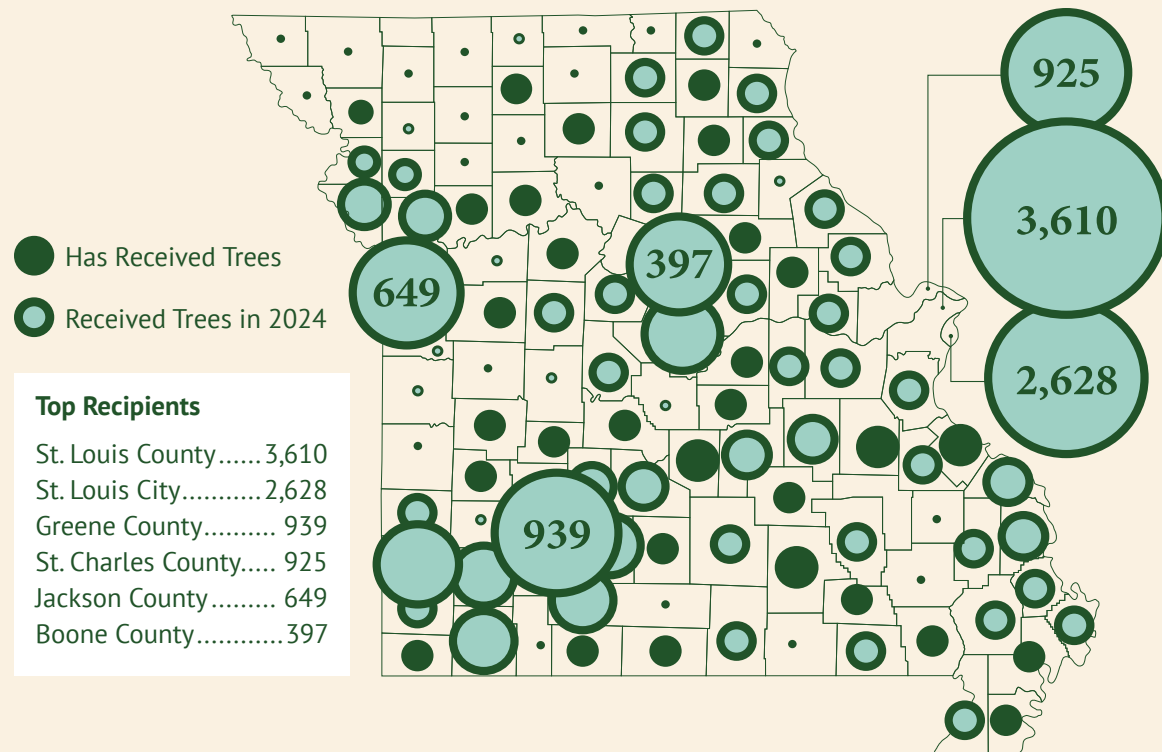 925
3,610
2,628
397
649
939
Has Received Trees
Received Trees in 2024
Top Recipients
St. Louis County......3,610
St. Louis City..........2,628
Greene County......... 939
St. Charles County..... 925
Jackson County......... 649
Boone County............397